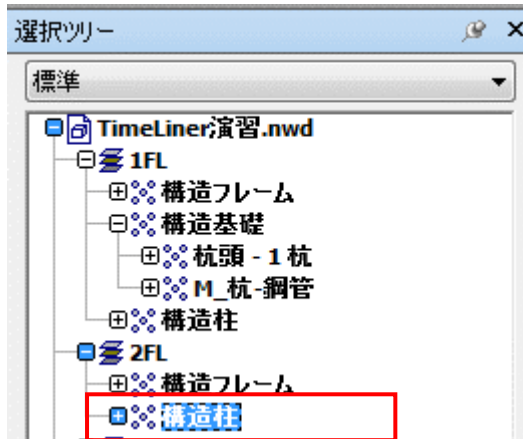 選択ツリー
標準
TimeLiner演習.nwd
1FL
構造フレーム
構造基礎
杭頭 - 1 杭
M_杭-鋼管
構造柱
2FL
構造フレーム
構造柱